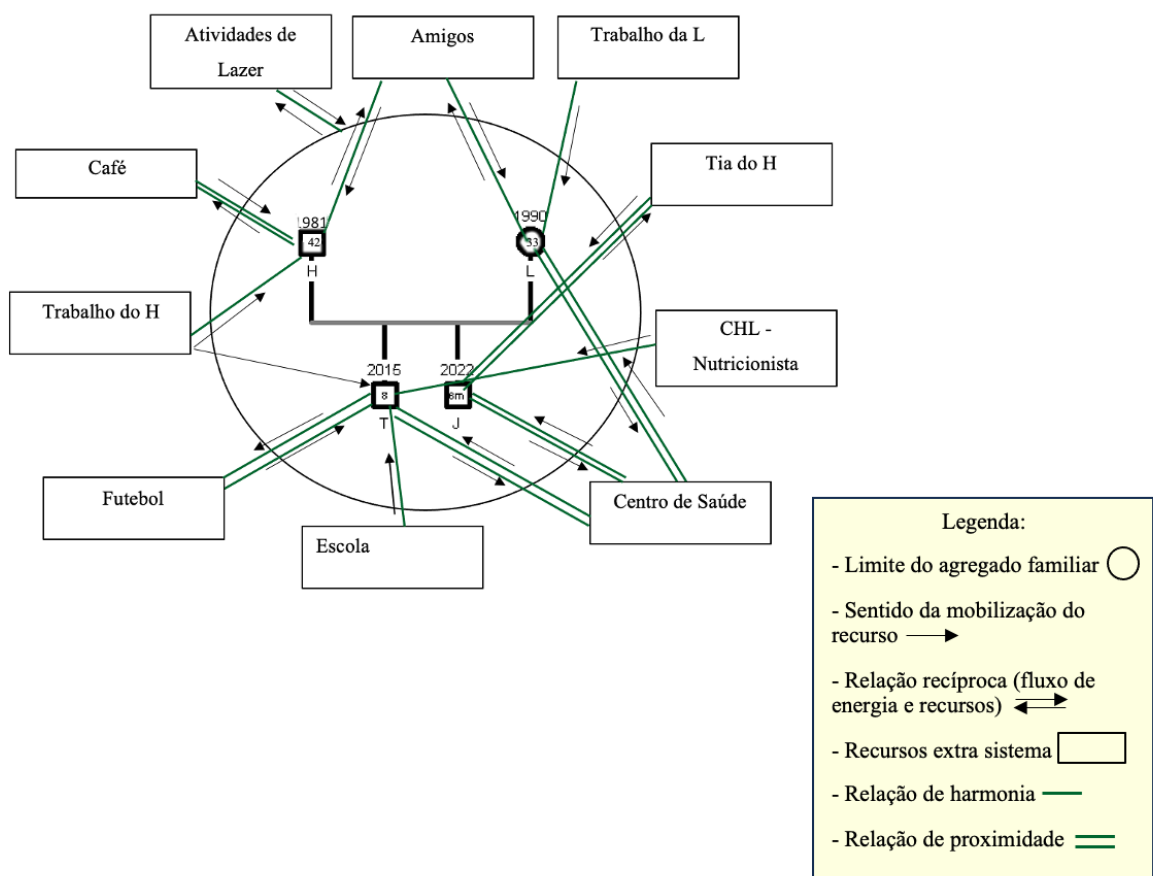 Atividades de
Lazer
Amigos
Trabalho da L
Café
Tia do H
1981
42
H
1990
33
L
Trabalho do H
CHL -
Nutricionista
2015
8
T
2022
6m
J
Futebol
Escola
Centro de Saúde
Legenda:
- Limite do agregado familiar
- Sentido da mobilização do
recurso
- Relação recíproca (fluxo de
energia e recursos)
- Recursos extra sistema
- Relação de harmonia
- Relação de proximidade